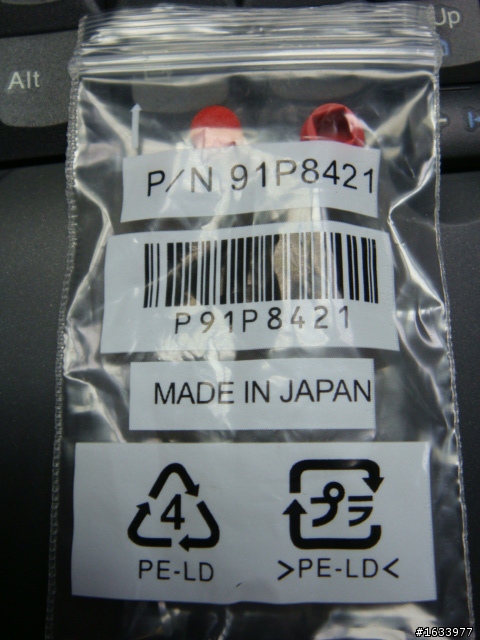 Up
Alt
P/N 91P8421
P91P8421
MADE IN JAPAN
4
プラ
PE-LD
>PE-LD<
#1633977